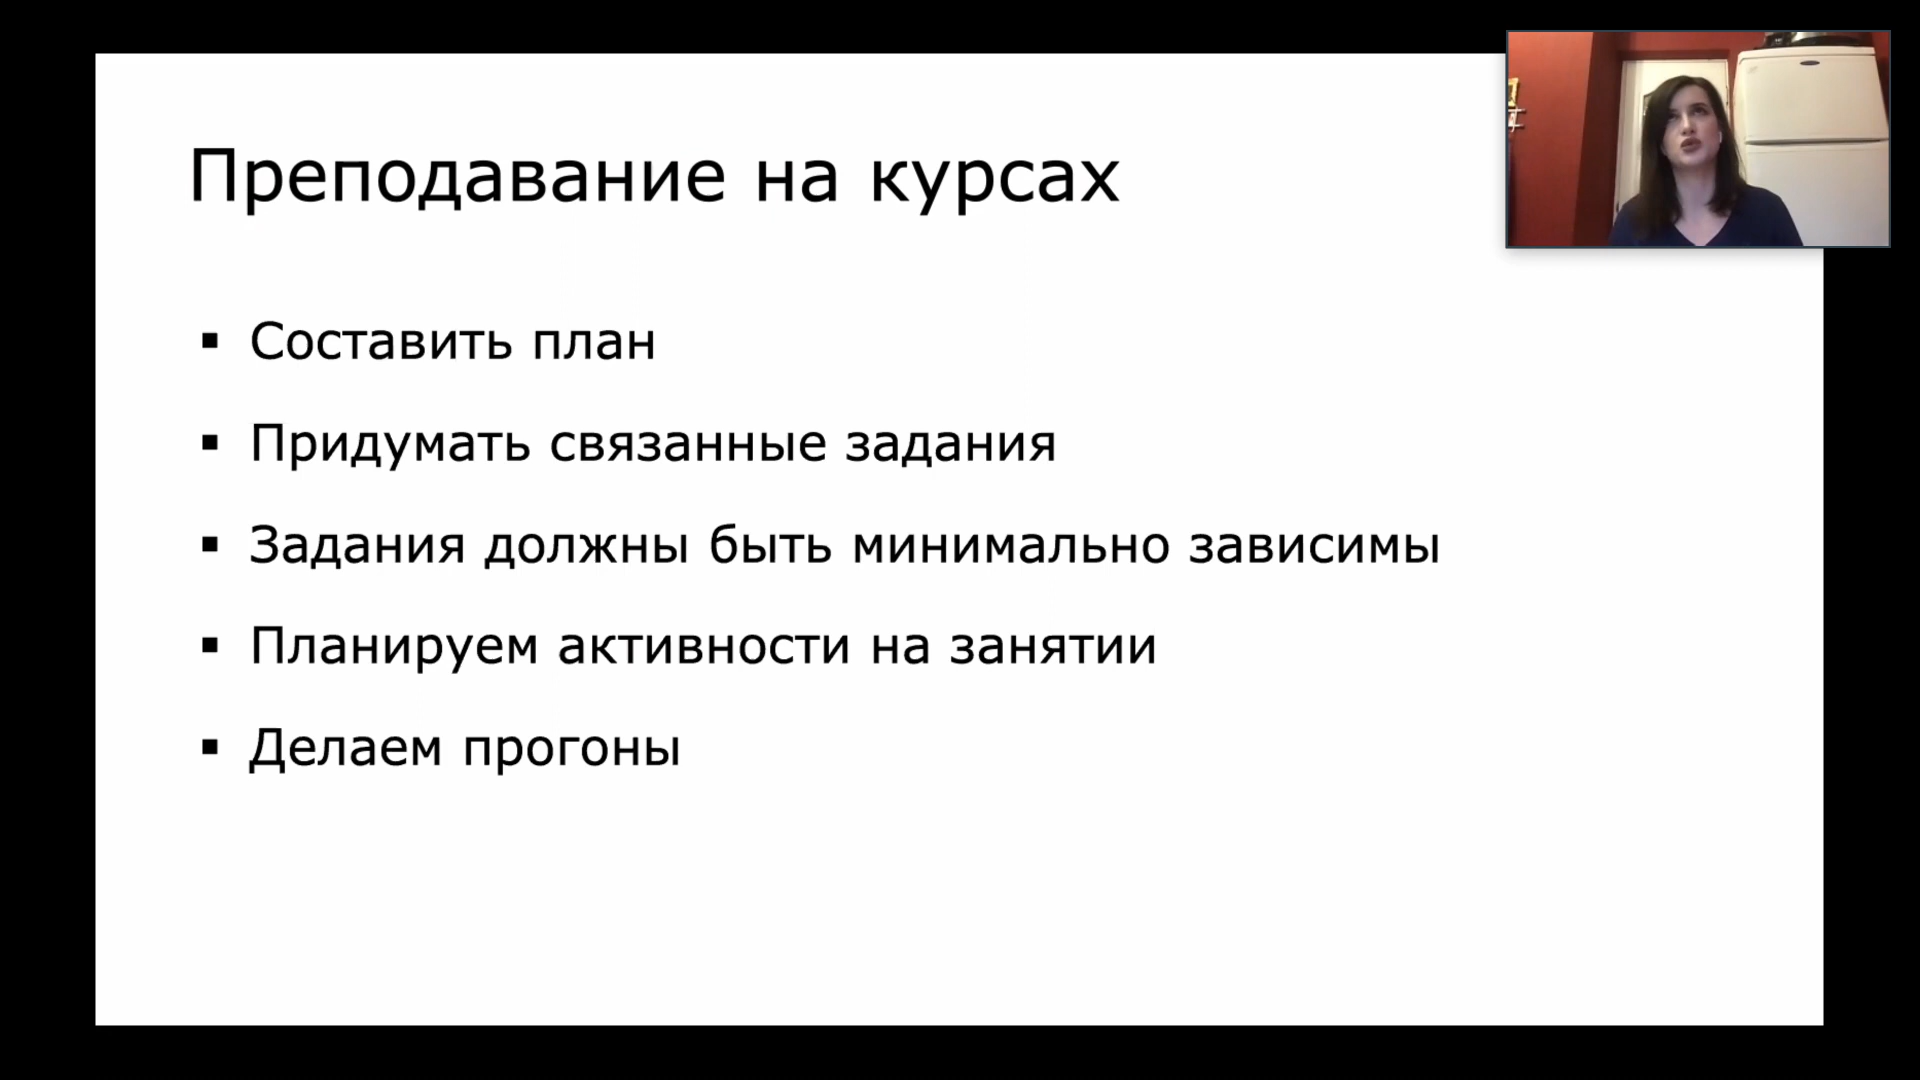 Преподавание на курсах
Составить план
Придумать связанные задания
Задания должны быть минимально зависимы
Планируем активности на занятии
Делаем прогоны